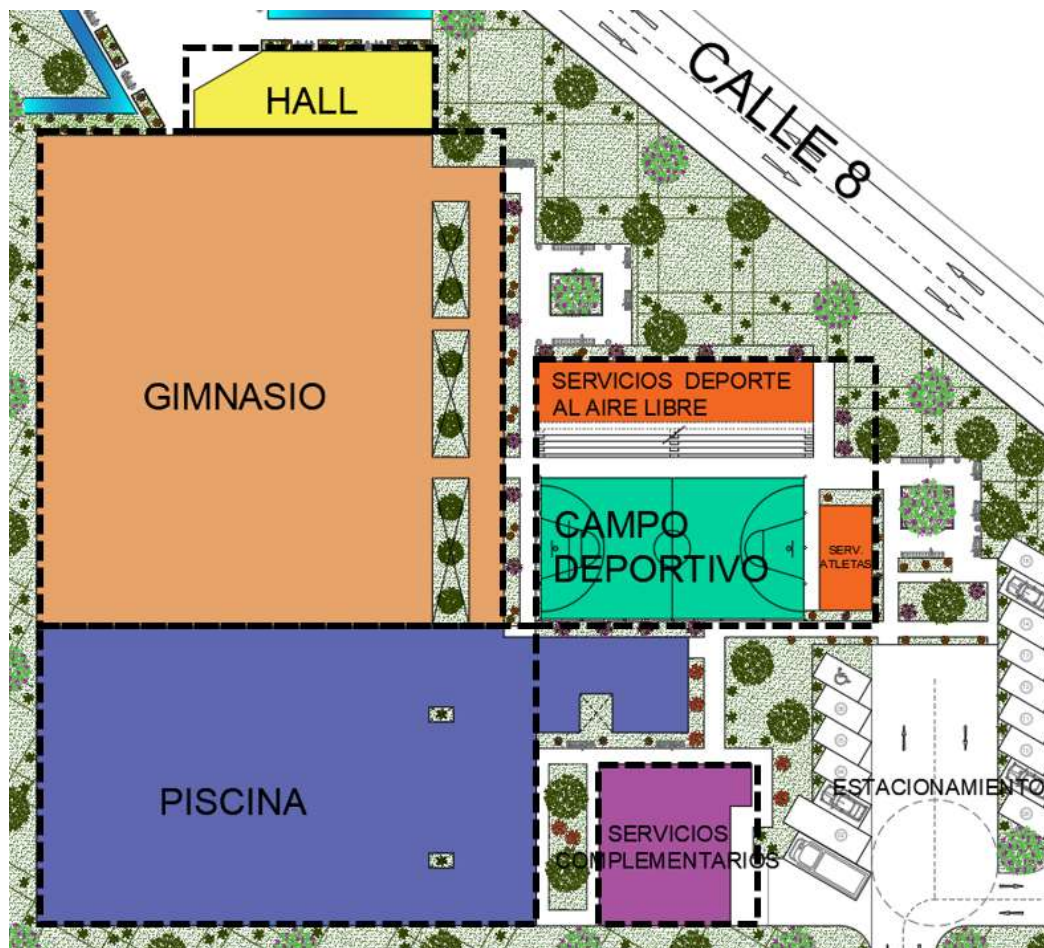 HALL
CALLE 8
GIMNASIO
SERVICIOS DEPORTE
AL AIRE LIBRE
CAMPO
DEPORTIVO
SERV.
ATLETAS
PISCINA
ESTACIONAMIENTO
SERVICIOS
COMPLEMENTARIOS